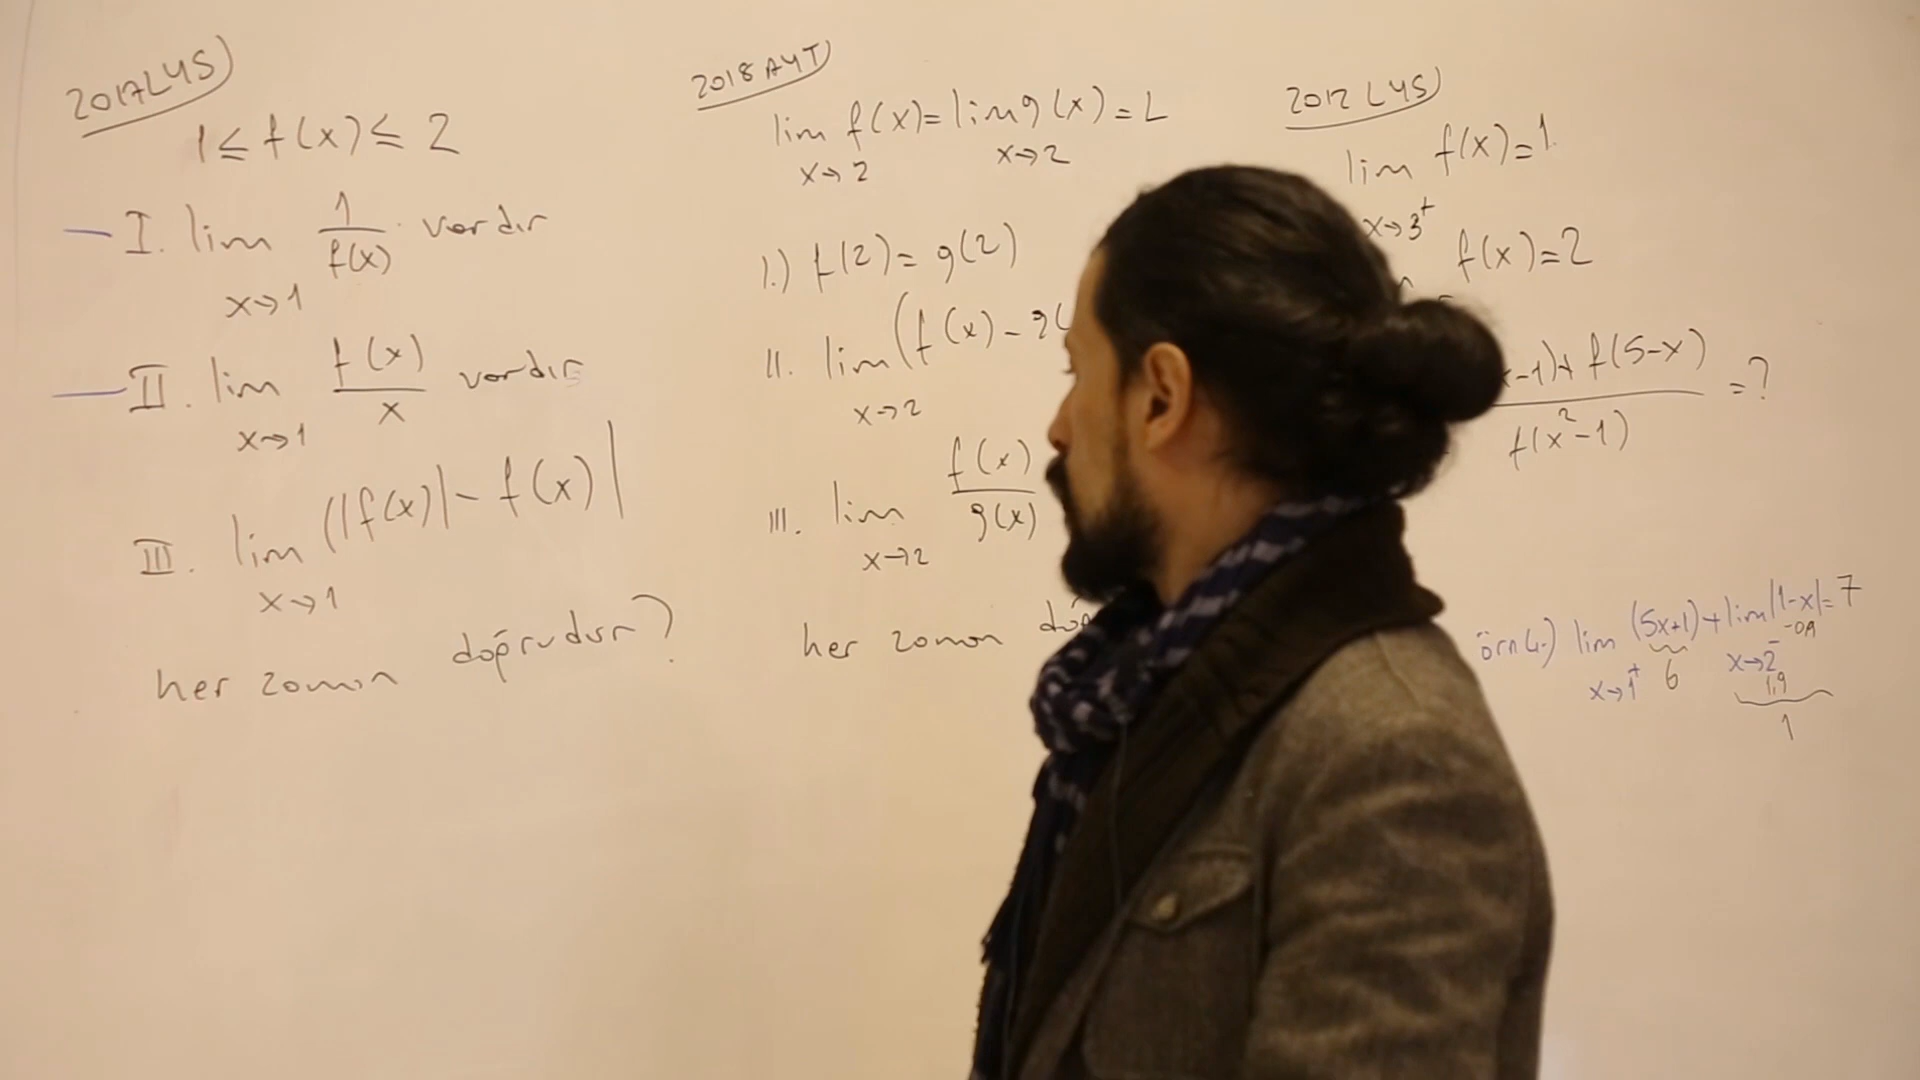 2017 LYS
1 ≤ f(x) ≤ 2
I. lim 1/f(x) vardır
x→1
II. lim f(x)/x vardır
x→1
III. lim (|f(x)| - f(x))
x→1
her zaman doğrudur?
2018 AYT
lim f(x) = lim g(x) = L
x→2 x→2
I.) f(2) = g(2)
II. lim (f(x) - g(
x→2
III. lim f(x)/g(x)
x→2
her zaman doğ
2012 LYS
lim f(x) = 1
x→3⁺
f(x) = 2
x-1) + f(5-x)
= ?
f(x²-1)
örn 4.) lim (5x+1) + lim |1-x| = 7
x→1⁺ 6 x→2⁻
1,9
1